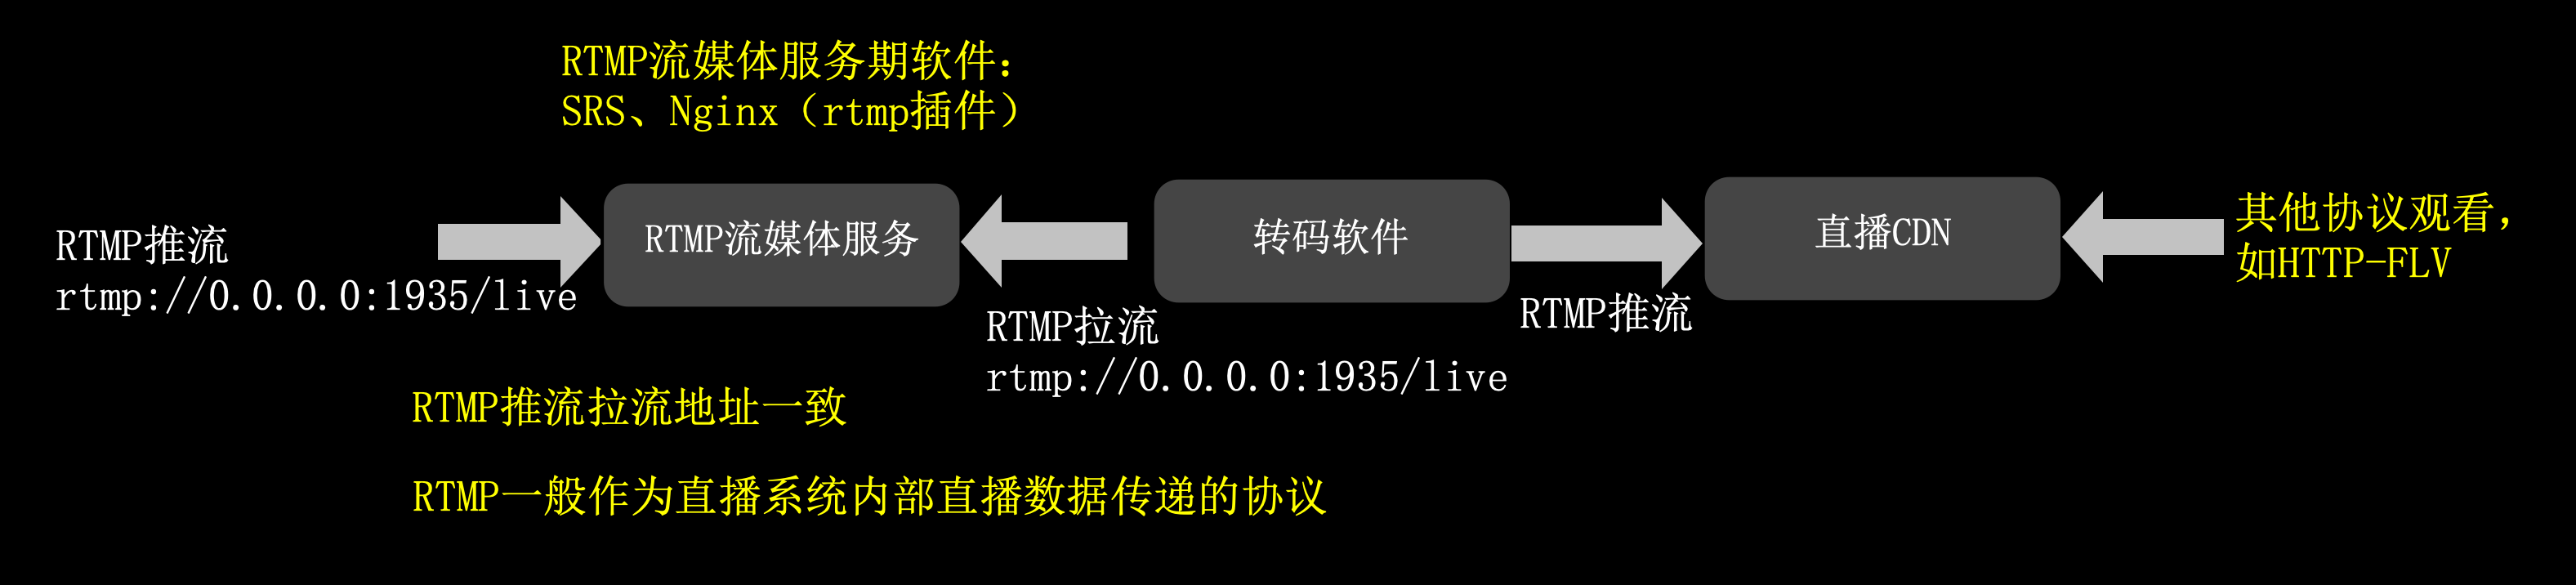 RTMP流媒体服务期软件：
SRS、Nginx（rtmp插件）
RTMP推流
rtmp://0.0.0.0:1935/live
RTMP流媒体服务
RTMP拉流
rtmp://0.0.0.0:1935/live
转码软件
RTMP推流
直播CDN
其他协议观看，
如HTTP-FLV
RTMP推流拉流地址一致
RTMP一般作为直播系统内部直播数据传递的协议